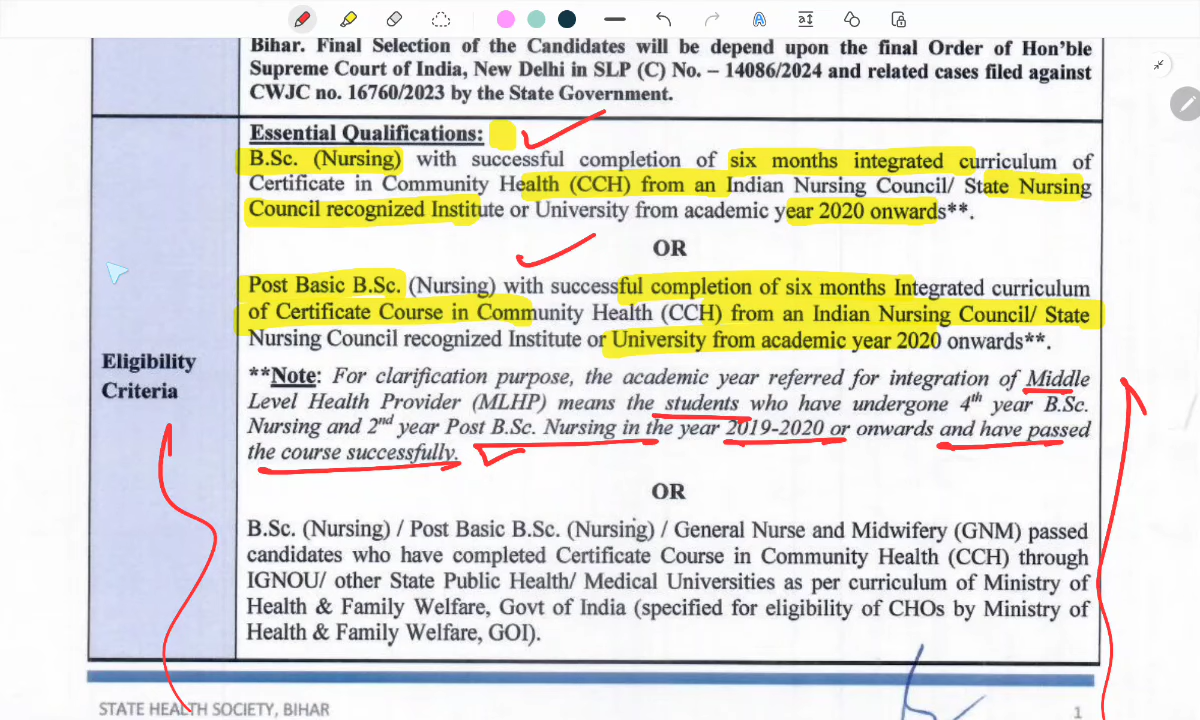 Bihar. Final Selection of the Candidates will be depend upon the final Order of Hon'ble
Supreme Court of India, New Delhi in SLP (C) No. – 14086/2024 and related cases filed against
CWJC no. 16760/2023 by the State Government.
Essential Qualifications:
B.Sc. (Nursing) with successful completion of six months integrated curriculum of
Certificate in Community Health (CCH) from an Indian Nursing Council/ State Nursing
Council recognized Institute or University from academic year 2020 onwards**.
OR
Post Basic B.Sc. (Nursing) with successful completion of six months Integrated curriculum
of Certificate Course in Community Health (CCH) from an Indian Nursing Council/ State
Nursing Council recognized Institute or University from academic year 2020 onwards**.
Eligibility
Criteria
**Note: For clarification purpose, the academic year referred for integration of Middle
Level Health Provider (MLHP) means the students who have undergone 4th year B.Sc.
Nursing and 2nd year Post B.Sc. Nursing in the year 2019-2020 or onwards and have passed
the course successfully.
OR
B.Sc. (Nursing) / Post Basic B.Sc. (Nursing) / General Nurse and Midwifery (GNM) passed
candidates who have completed Certificate Course in Community Health (CCH) through
IGNOU/ other State Public Health/ Medical Universities as per curriculum of Ministry of
Health & Family Welfare, Govt of India (specified for eligibility of CHOs by Ministry of
Health & Family Welfare, GOI).
STATE HEALTH SOCIETY, BIHAR
1